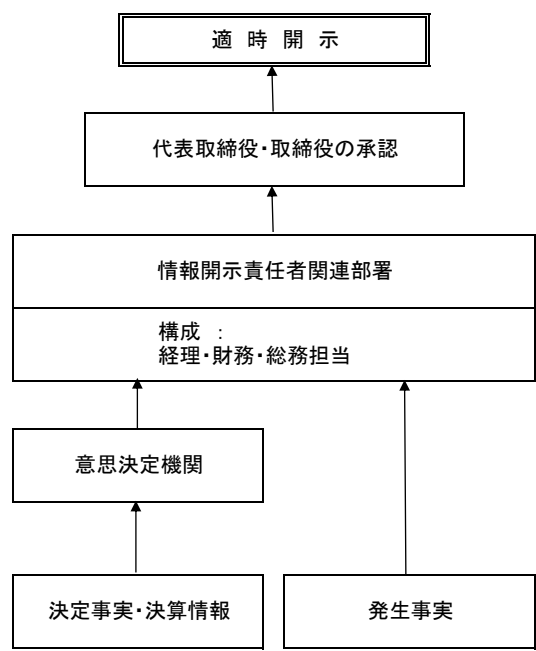 適 時 開 示
代表取締役・取締役の承認
情報開示責任者関連部署
構成 :
経理・財務・総務担当
意思決定機関
決定事実・決算情報
発生事実